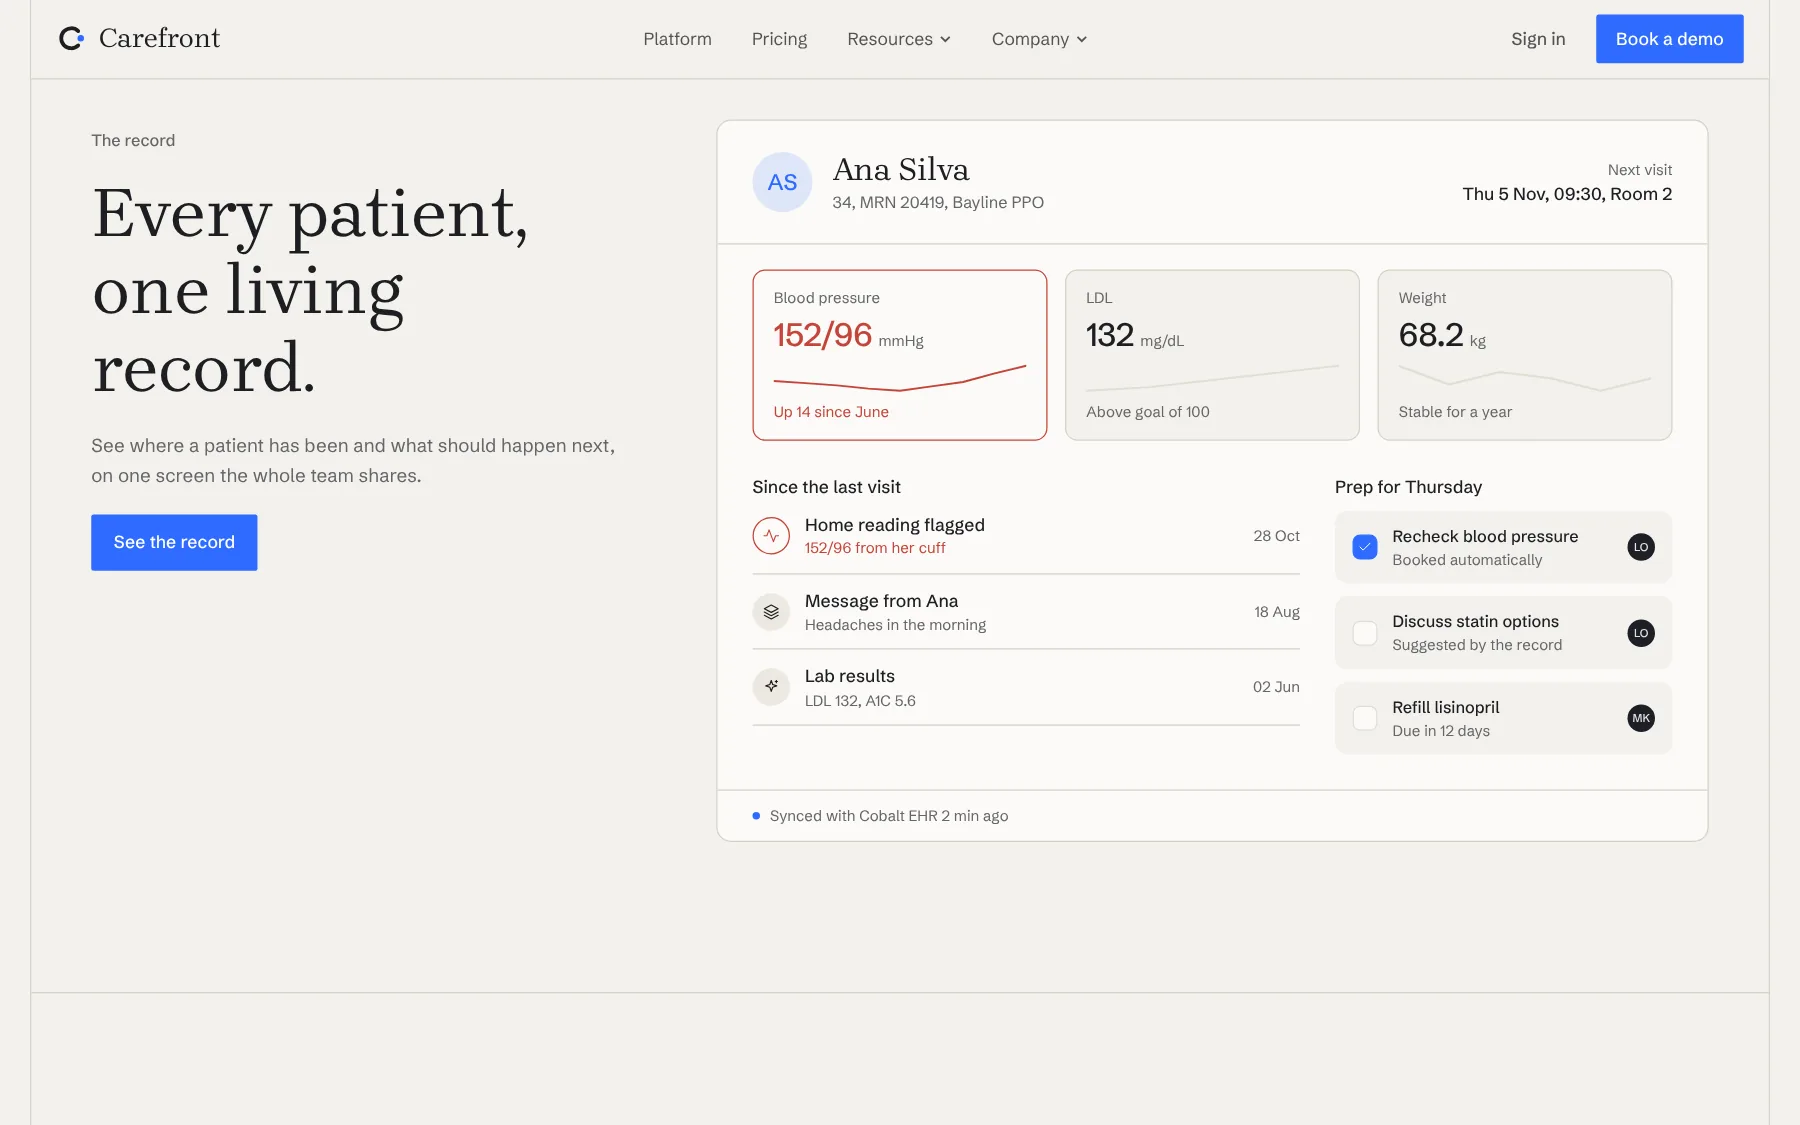 Carefront
Platform
Pricing
Resources
Company
Sign in
Book a demo
The record
Every patient,
one living
record.
See where a patient has been and what should happen next,
on one screen the whole team shares.
See the record
AS
Ana Silva
34, MRN 20419, Bayline PPO
Next visit
Thu 5 Nov, 09:30, Room 2
Blood pressure
152/96 mmHg
Up 14 since June
LDL
132 mg/dL
Above goal of 100
Weight
68.2 kg
Stable for a year
Since the last visit
Home reading flagged
152/96 from her cuff
28 Oct
Message from Ana
Headaches in the morning
18 Aug
Lab results
LDL 132, A1C 5.6
02 Jun
Prep for Thursday
Recheck blood pressure
Booked automatically
LO
Discuss statin options
Suggested by the record
LO
Refill lisinopril
Due in 12 days
MK
Synced with Cobalt EHR 2 min ago